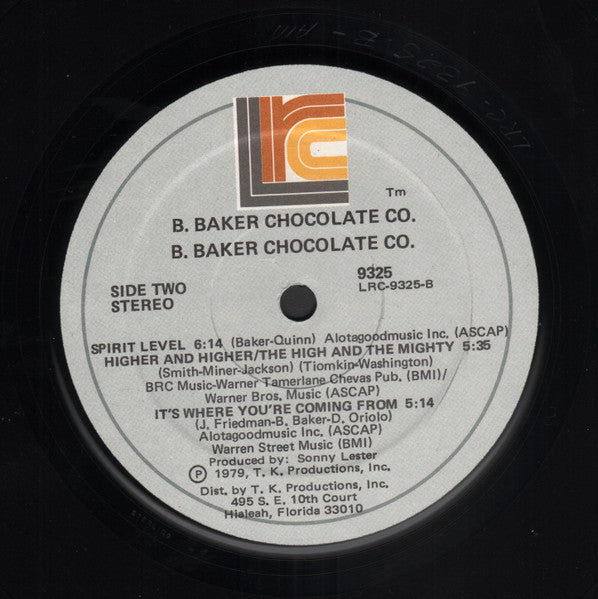 LRC-9325 B-
lrc
Tm
B. BAKER CHOCOLATE CO.
B. BAKER CHOCOLATE CO.
SIDE TWO
STEREO
9325
LRC-9325-B
SPIRIT LEVEL 6:14 (Baker-Quinn) Alotagoodmusic Inc. (ASCAP)
HIGHER AND HIGHER/THE HIGH AND THE MIGHTY 5:35
(Smith-Miner-Jackson) (Tiomkin-Washington)
BRC Music-Warner Tamerlane Chevas Pub. (BMI)/
Warner Bros, Music (ASCAP)
IT'S WHERE YOU'RE COMING FROM 5:14
(J. Friedman-B. Baker-D. Oriolo)
Alotagoodmusic Inc. (ASCAP)
Warren Street Music (BMI)
Produced by: Sonny Lester
℗ 1979, T. K. Productions, Inc.
Dist. by T. K. Productions, Inc.
495 S. E. 10th Court
Hialeah, Florida 33010